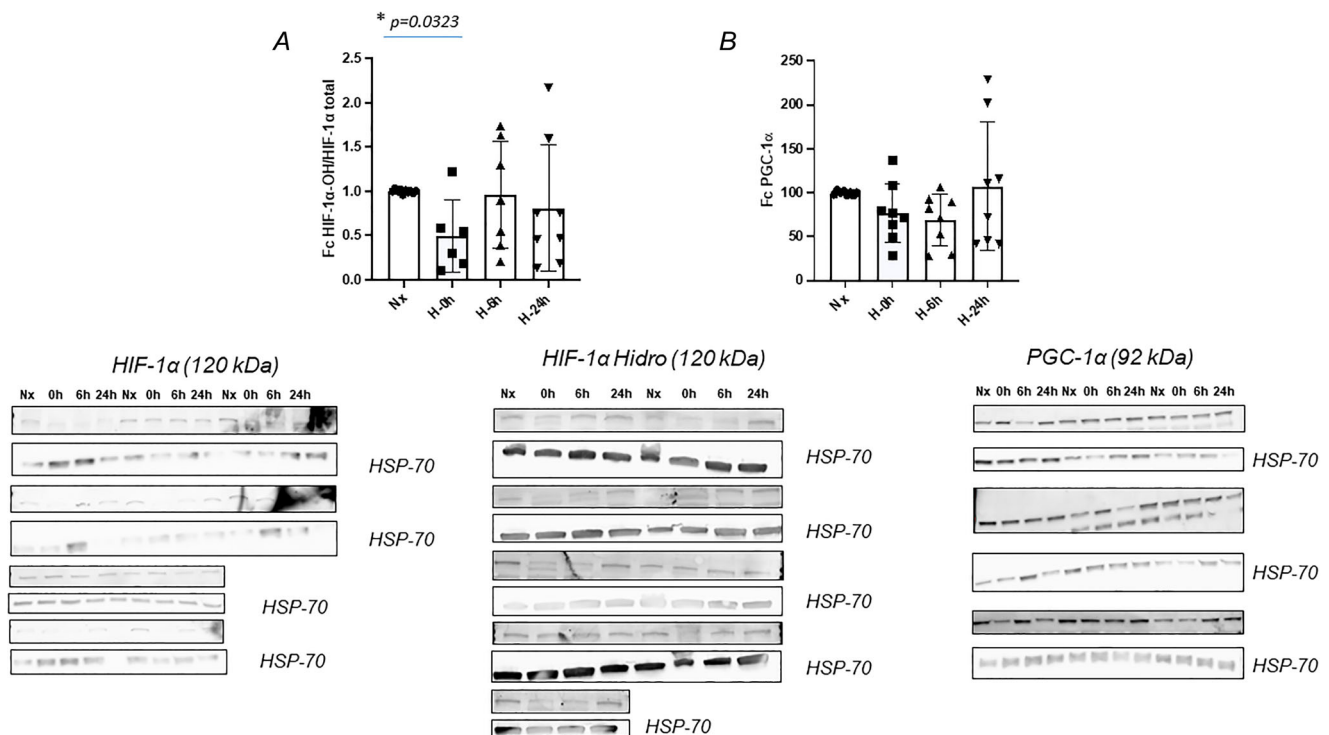 * p=0.0323
A
B
Fc HIF-1α-OH/HIF-1α total
2.5
2.0
1.5
1.0
0.5
0.0
Nx
H-0h
H-6h
H-24h
Fc PGC-1α
250
200
150
100
50
0
Nx
H-0h
H-6h
H-24h
HIF-1α (120 kDa)
Nx 0h 6h 24h Nx 0h 6h 24h Nx 0h 6h 24h
HSP-70
HSP-70
HSP-70
HSP-70
HIF-1α Hidro (120 kDa)
Nx 0h 6h 24h Nx 0h 6h 24h
HSP-70
HSP-70
HSP-70
HSP-70
HSP-70
PGC-1α (92 kDa)
Nx 0h 6h 24h Nx 0h 6h 24h Nx 0h 6h 24h
HSP-70
HSP-70
HSP-70